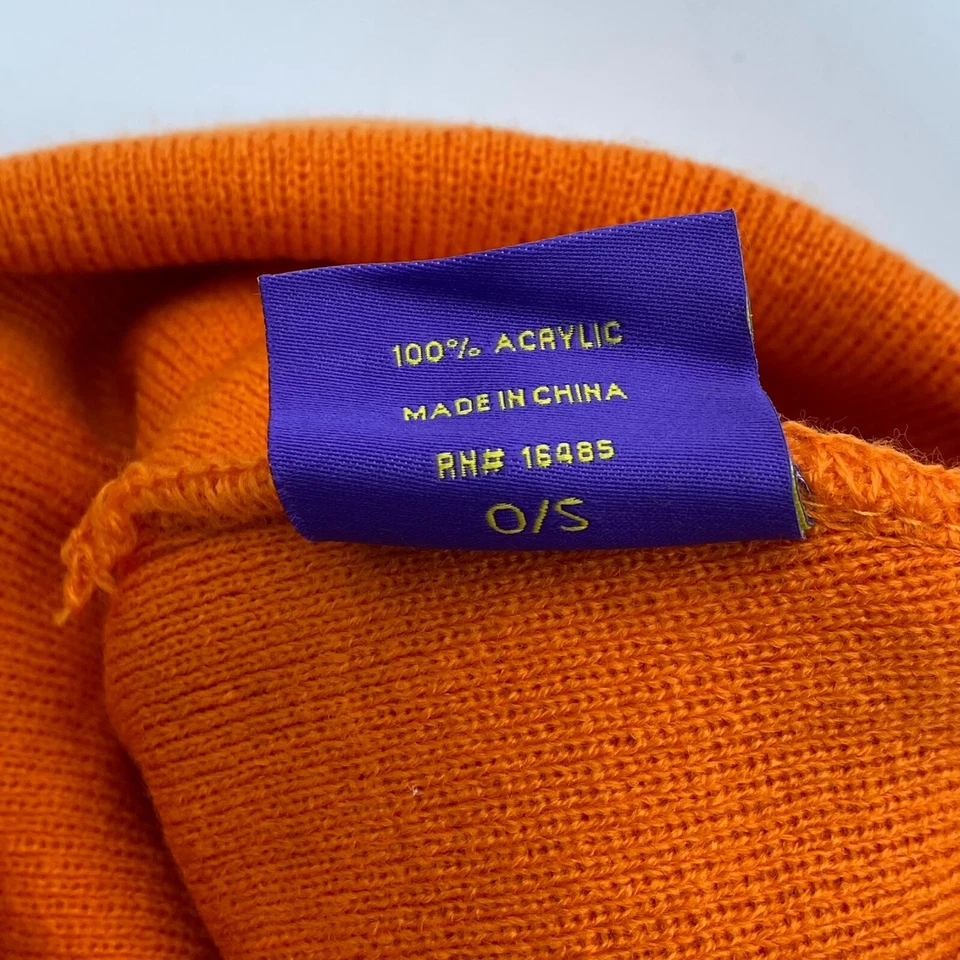 100% ACRYLIC
MADE IN CHINA
RN# 16485
O/S